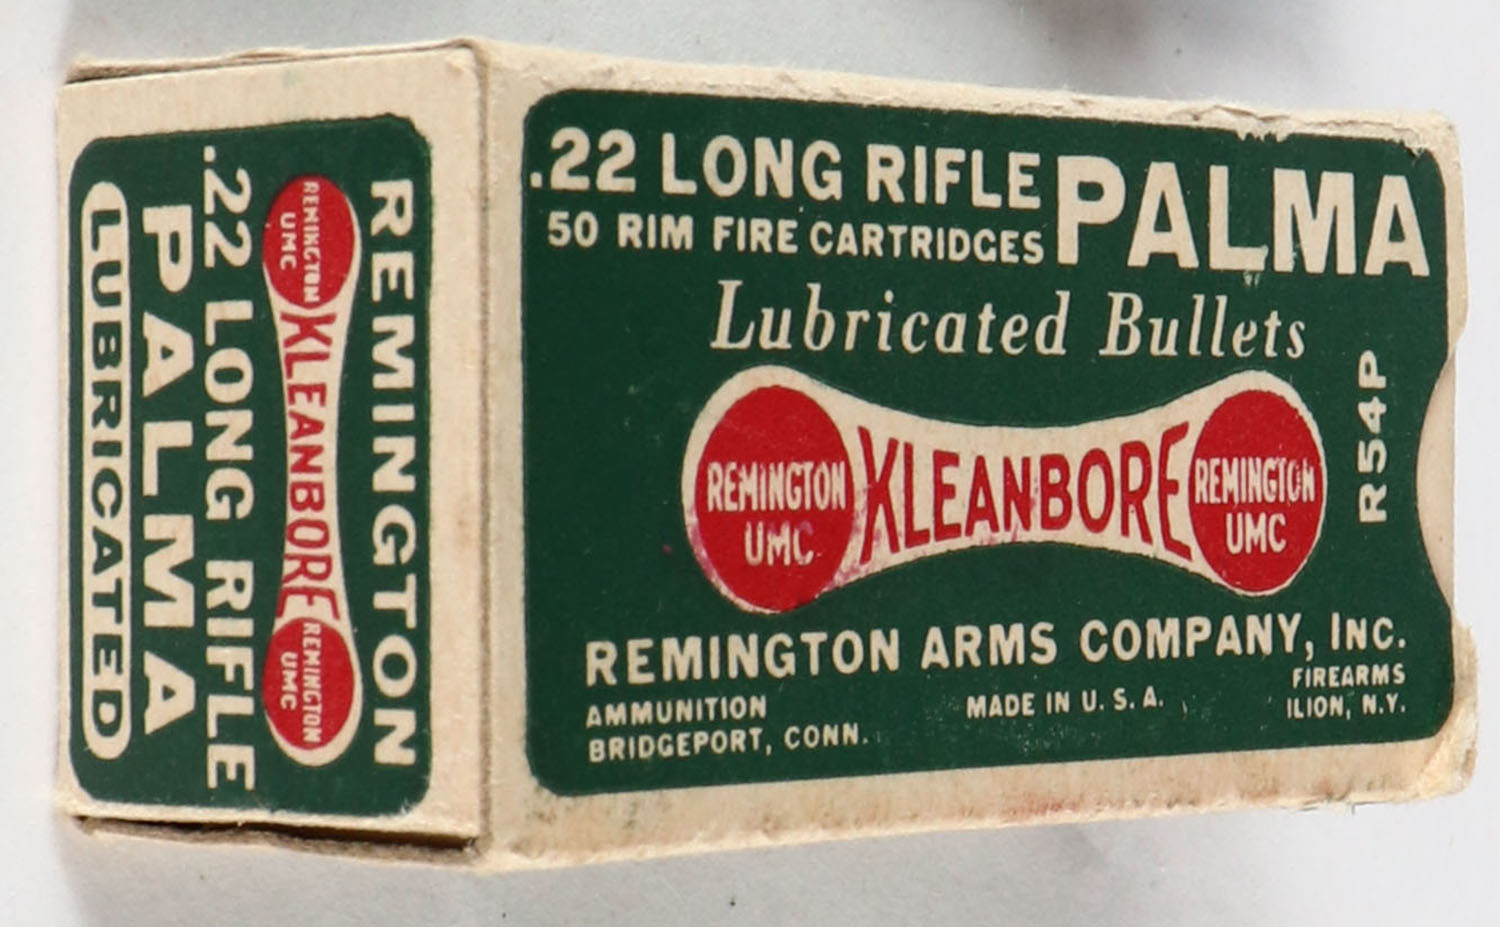 REMINGTON
REMINGTON
UMC
KLEANBORE
REMINGTON
UMC
.22 LONG RIFLE
PALMA
LUBRICATED
.22 LONG RIFLE
50 RIM FIRE CARTRIDGES
PALMA
Lubricated Bullets
REMINGTON
UMC
KLEANBORE
REMINGTON
UMC
R54P
REMINGTON ARMS COMPANY, INC.
AMMUNITION
BRIDGEPORT, CONN.
MADE IN U. S. A.
FIREARMS
ILION, N.Y.